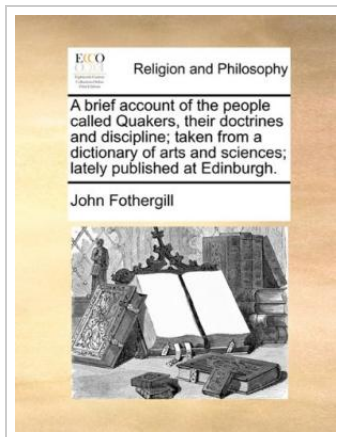 ECCO
Religion and Philosophy
A brief account of the people
called Quakers, their doctrines
and discipline; taken from a
dictionary of arts and sciences;
lately published at Edinburgh.
John Fothergill